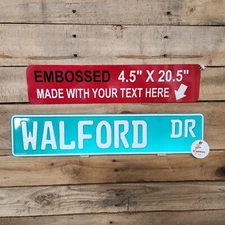 EMBOSSED 4.5" X 20.5"
MADE WITH YOUR TEXT HERE
WALFORD DR